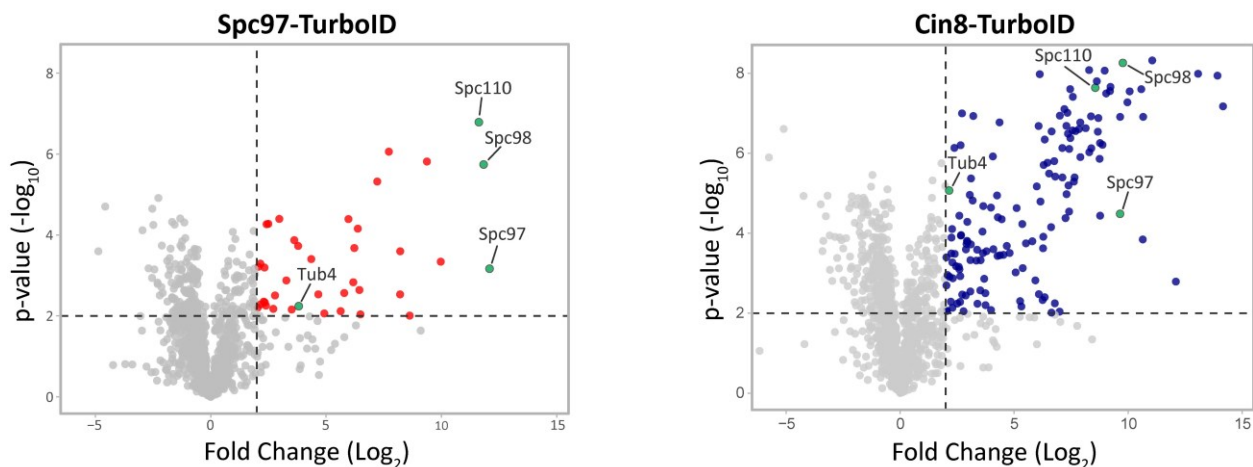 Spc97-TurboID
8
6
4
2
0
p-value (-log10)
Spc110
Spc98
Spc97
Tub4
−5
0
5
10
15
Fold Change (Log2)
Cin8-TurboID
8
6
4
2
0
p-value (-log10)
Spc110
Spc98
Tub4
Spc97
−5
0
5
10
15
Fold Change (Log2)